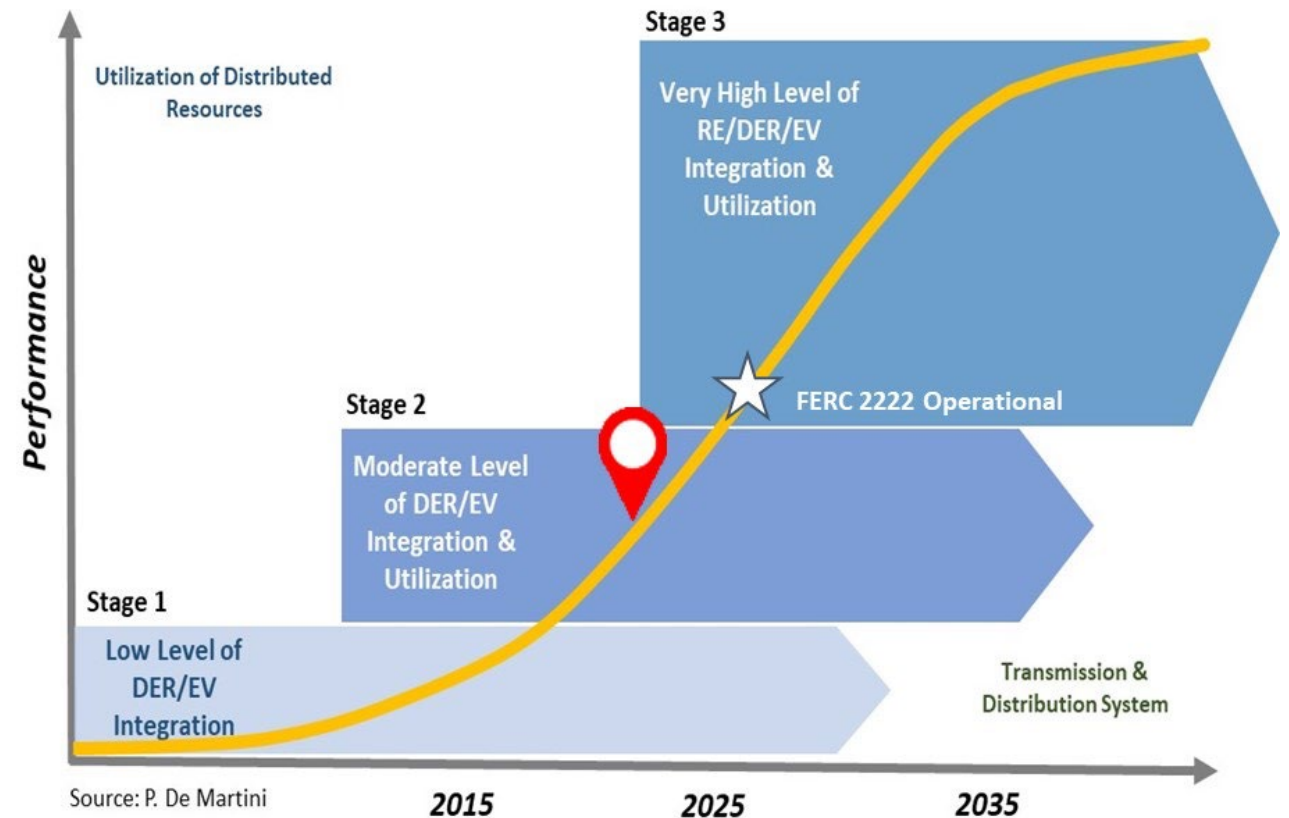 Stage 3
Utilization of Distributed
Resources
Very High Level of
RE/DER/EV
Integration &
Utilization
Performance
FERC 2222 Operational
Stage 2
Moderate Level
of DER/EV
Integration &
Utilization
Stage 1
Low Level of
DER/EV
Integration
Transmission &
Distribution System
Source: P. De Martini
2015
2025
2035